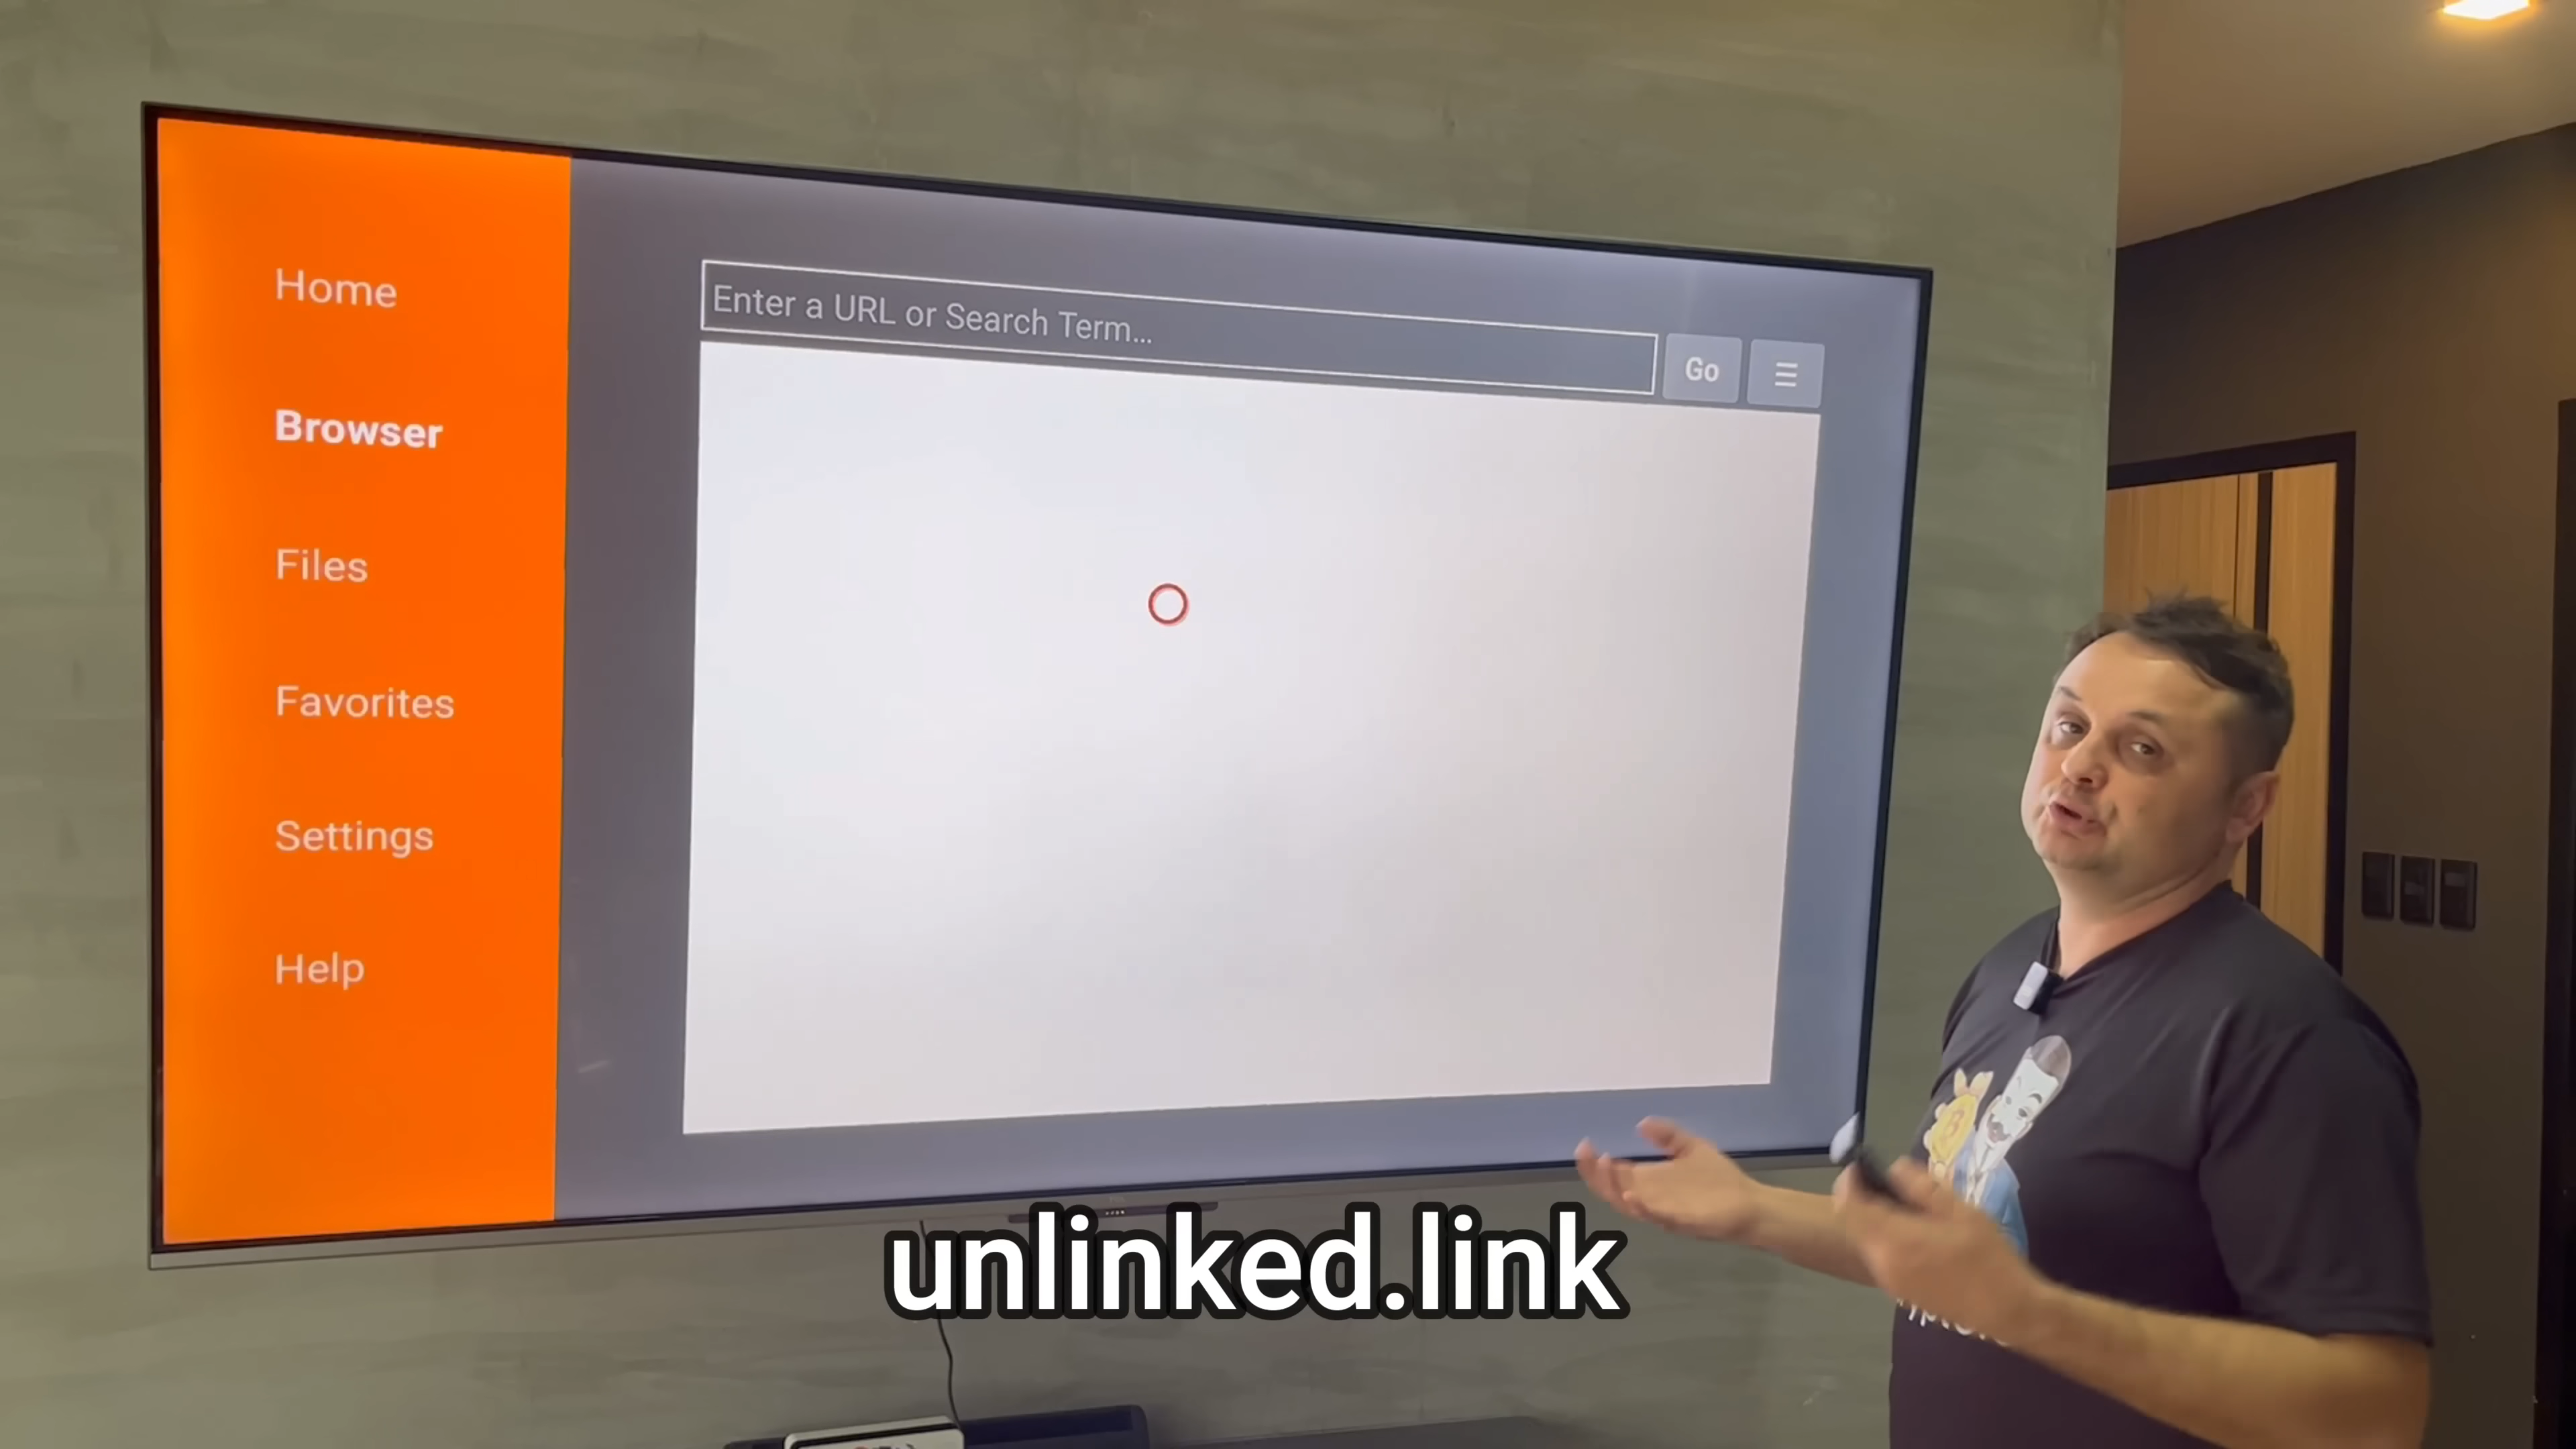 Home
Browser
Files
Favorites
Settings
Help
Enter a URL or Search Term...
Go
unlinked.link